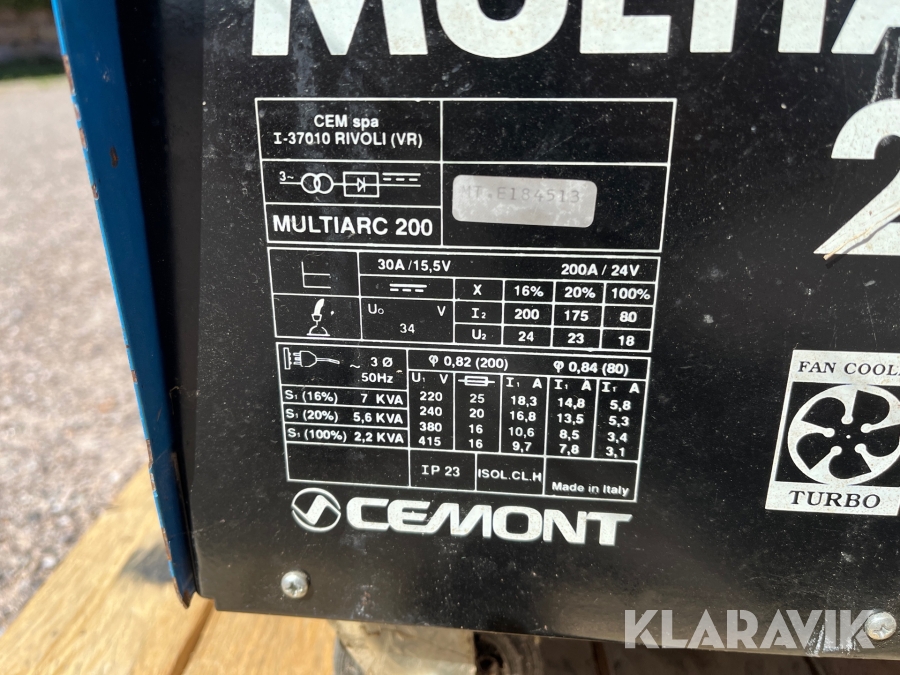 MULTIA
2
CEM spa
I-37010 RIVOLI (VR)
3~
MT.E184513
MULTIARC 200
30A/15,5V 200A / 24V
X 16% 20% 100%
U₀ V I₂ 200 175 80
34 U₂ 24 23 18
~ 3 Ø φ 0,82 (200) φ 0,84 (80)
50Hz U₁ V I₁ A I₁ A I₁ A
S₁ (16%) 7 KVA 220 25 18,3 14,8 5,8
S₁ (20%) 5,6 KVA 240 20 16,8 13,5 5,3
380 16 10,6 8,5 3,4
S₁ (100%) 2,2 KVA 415 16 9,7 7,8 3,1
IP 23 ISOL.CL.H Made in Italy
CEMONT
FAN COOL
TURBO
KLARAVIK